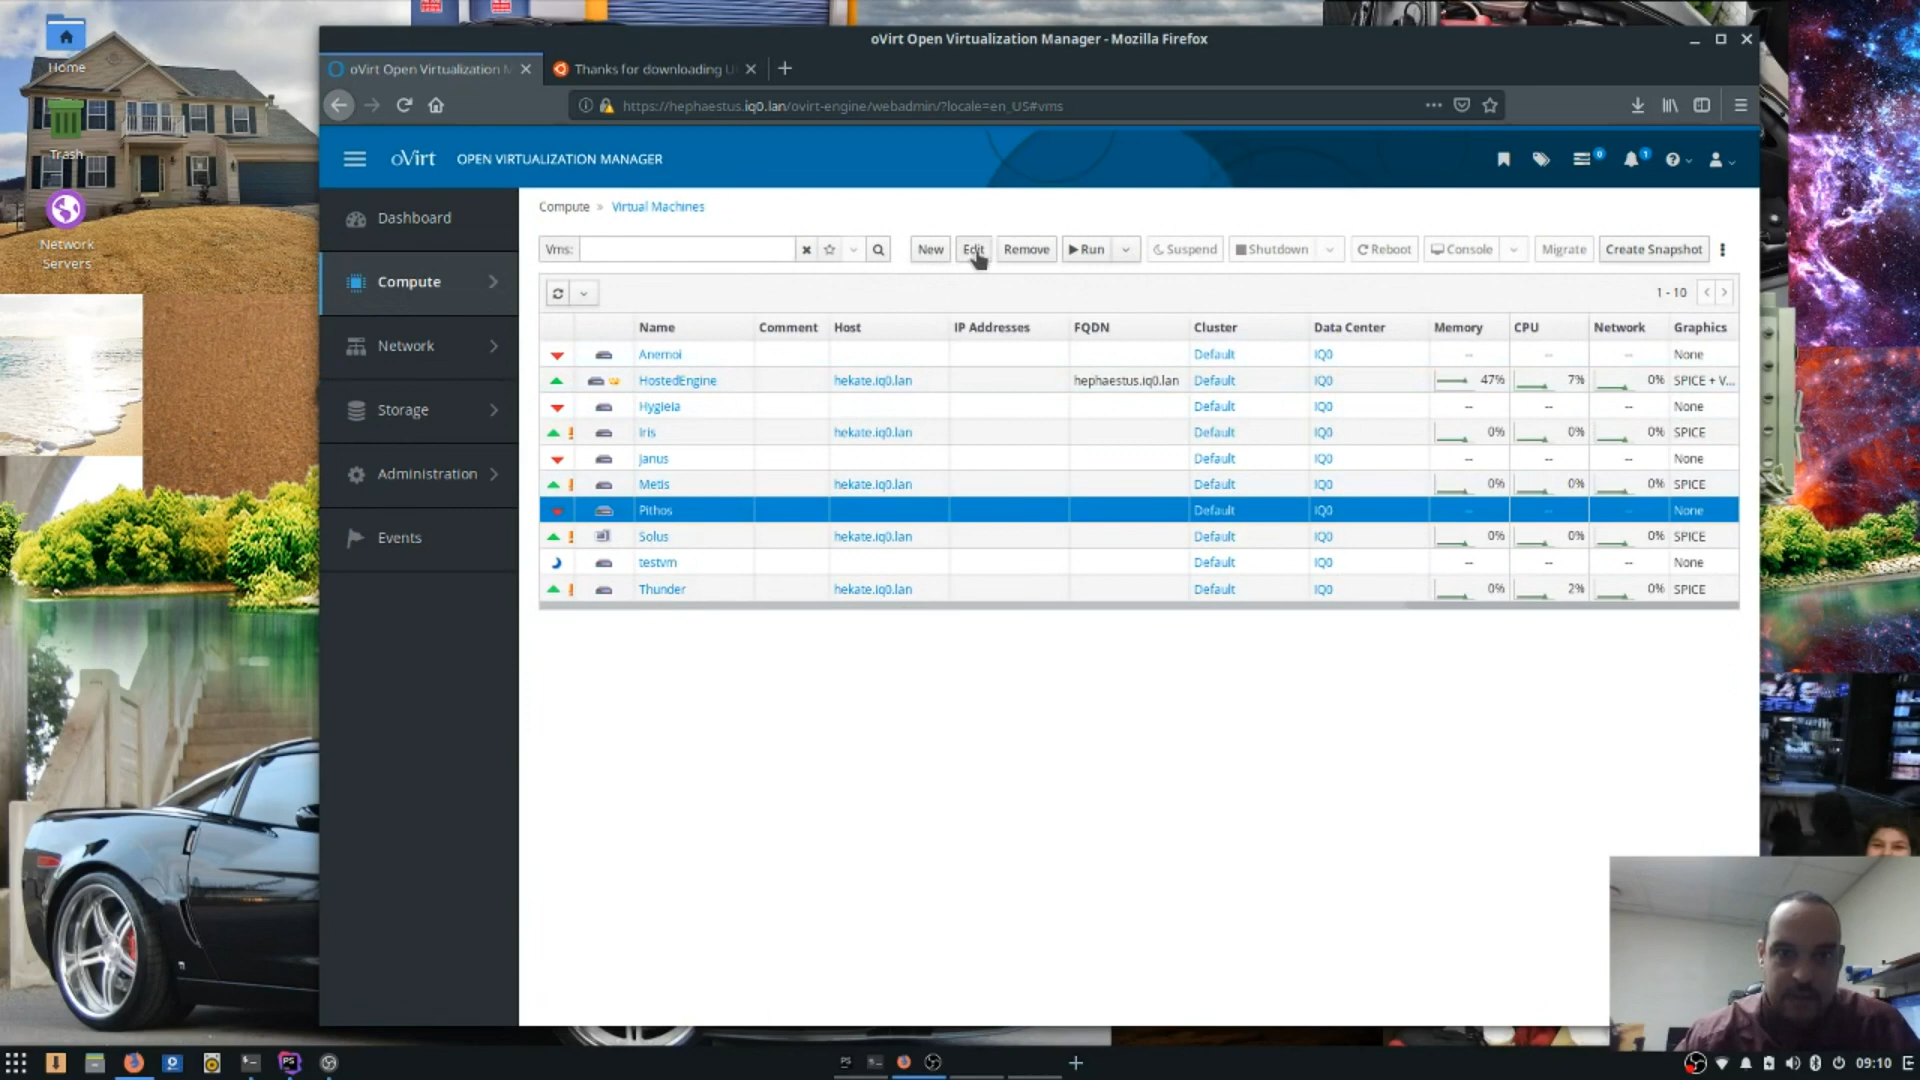 oVirt Open Virtualization Manager - Mozilla Firefox
Home
oVirt Open Virtualization M
Thanks for downloading U
https://hephaestus.iq0.lan/ovirt-engine/webadmin/?locale=en_US#vms
Trash
oVirt OPEN VIRTUALIZATION MANAGER
0
1
Network
Servers
Dashboard
Compute
Network
Storage
Administration
Events
Compute » Virtual Machines
Vms:
New Edit Remove Run Suspend Shutdown Reboot Console Migrate Create Snapshot
1 - 10
Name Comment Host IP Addresses FQDN Cluster Data Center Memory CPU Network Graphics
Anemoi Default IQ0 -- -- -- None
HostedEngine hekate.iq0.lan hephaestus.iq0.lan Default IQ0 47% 7% 0% SPICE + V...
Hygieia Default IQ0 -- -- -- None
Iris hekate.iq0.lan Default IQ0 0% 0% 0% SPICE
Janus Default IQ0 -- -- -- None
Metis hekate.iq0.lan Default IQ0 0% 0% 0% SPICE
Pithos Default IQ0 -- -- -- None
Solus hekate.iq0.lan Default IQ0 0% 0% 0% SPICE
testvm Default IQ0 -- -- -- None
Thunder hekate.iq0.lan Default IQ0 0% 2% 0% SPICE
PS
PS
09:10